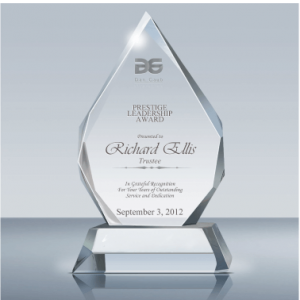 PRESTIGE
LEADERSHIP
AWARD
Presented to
Richard Ellis
Trustee
In Grateful Recognition
For Your Years of Outstanding
Service and Dedication
September 3, 2012